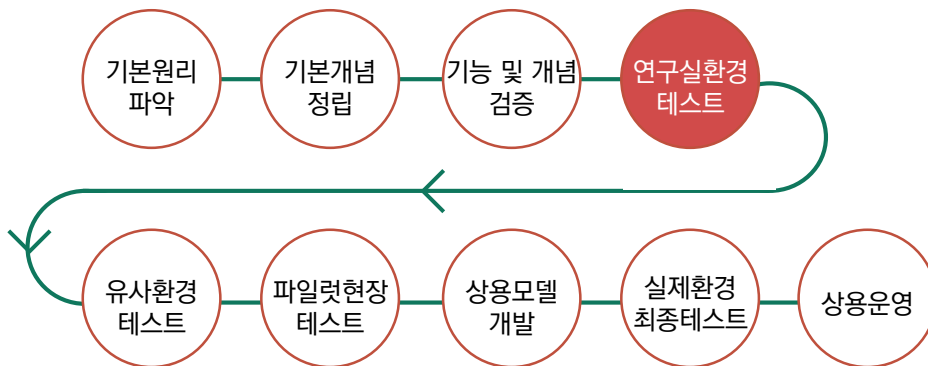 기본원리
파악
기본개념
정립
기능 및 개념
검증
연구실환경
테스트
유사환경
테스트
파일럿현장
테스트
상용모델
개발
실제환경
최종테스트
상용운영